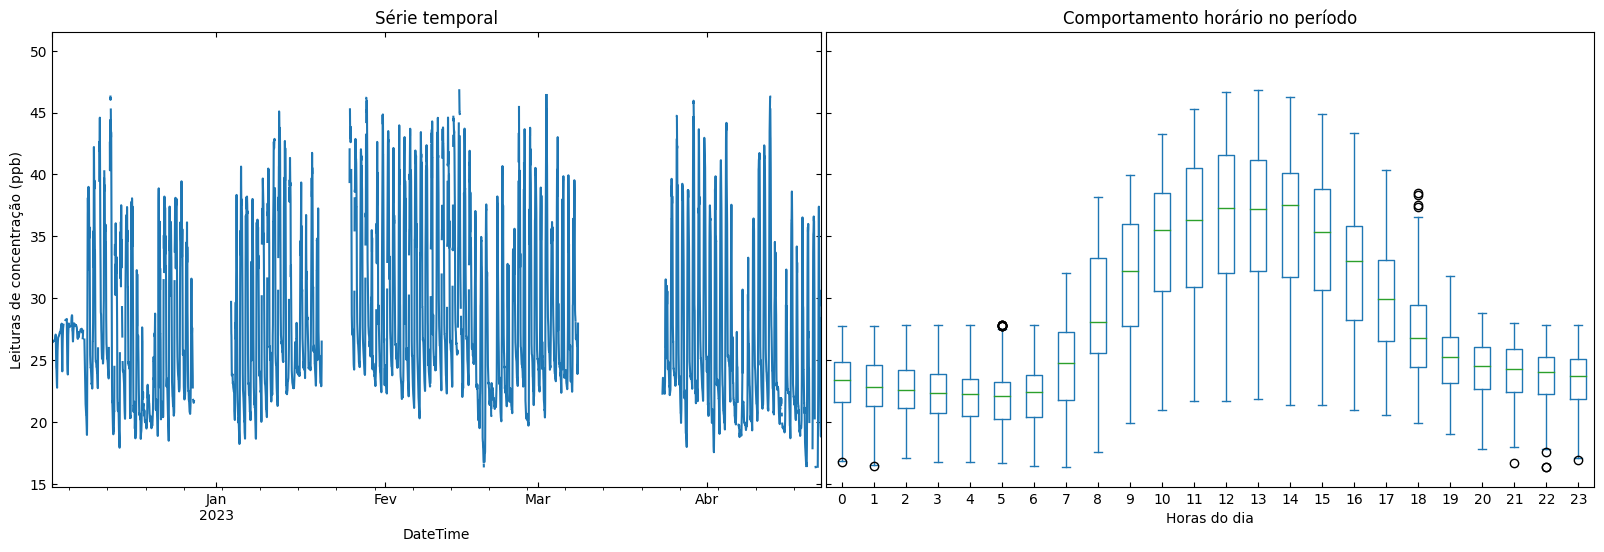 Série temporal
Comportamento horário no período
Leituras de concentração (ppb)
50
45
40
35
30
25
20
15
Jan
2023
Fev
Mar
Abr
DateTime
0 1 2 3 4 5 6 7 8 9 10 11 12 13 14 15 16 17 18 19 20 21 22 23
Horas do dia